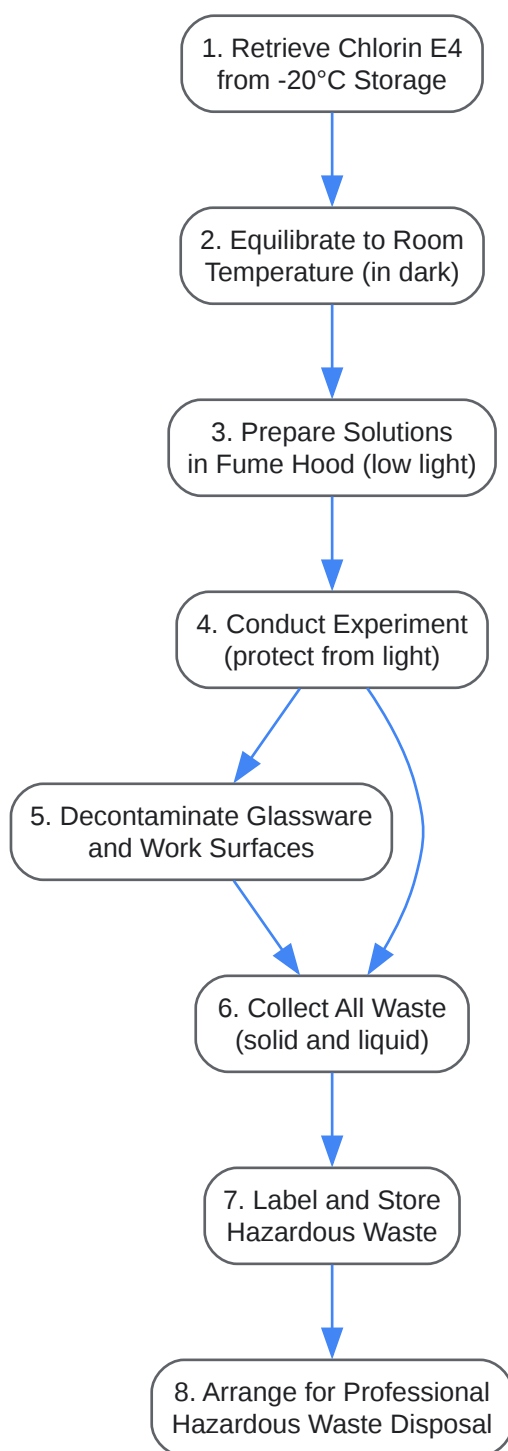 1. Retrieve Chlorin E4
from -20°C Storage
2. Equilibrate to Room
Temperature (in dark)
3. Prepare Solutions
in Fume Hood (low light)
4. Conduct Experiment
(protect from light)
5. Decontaminate Glassware
and Work Surfaces
6. Collect All Waste
(solid and liquid)
7. Label and Store
Hazardous Waste
8. Arrange for Professional
Hazardous Waste Disposal